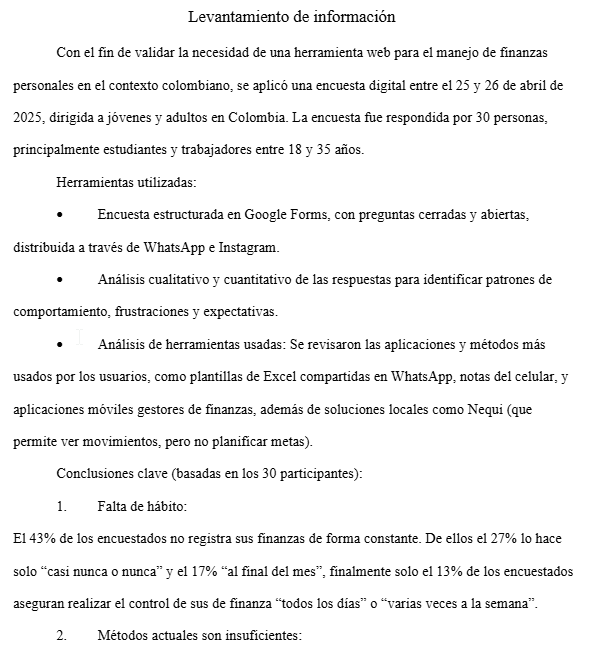 Levantamiento de información
Con el fin de validar la necesidad de una herramienta web para el manejo de finanzas
personales en el contexto colombiano, se aplicó una encuesta digital entre el 25 y 26 de abril de
2025, dirigida a jóvenes y adultos en Colombia. La encuesta fue respondida por 30 personas,
principalmente estudiantes y trabajadores entre 18 y 35 años.
Herramientas utilizadas:
• Encuesta estructurada en Google Forms, con preguntas cerradas y abiertas,
distribuida a través de WhatsApp e Instagram.
• Análisis cualitativo y cuantitativo de las respuestas para identificar patrones de
comportamiento, frustraciones y expectativas.
• Análisis de herramientas usadas: Se revisaron las aplicaciones y métodos más
usados por los usuarios, como plantillas de Excel compartidas en WhatsApp, notas del celular, y
aplicaciones móviles gestores de finanzas, además de soluciones locales como Nequi (que
permite ver movimientos, pero no planificar metas).
Conclusiones clave (basadas en los 30 participantes):
1. Falta de hábito:
El 43% de los encuestados no registra sus finanzas de forma constante. De ellos el 27% lo hace
solo “casi nunca o nunca” y el 17% “al final del mes”, finalmente solo el 13% de los encuestados
aseguran realizar el control de sus de finanza “todos los días” o “varias veces a la semana”.
2. Métodos actuales son insuficientes: